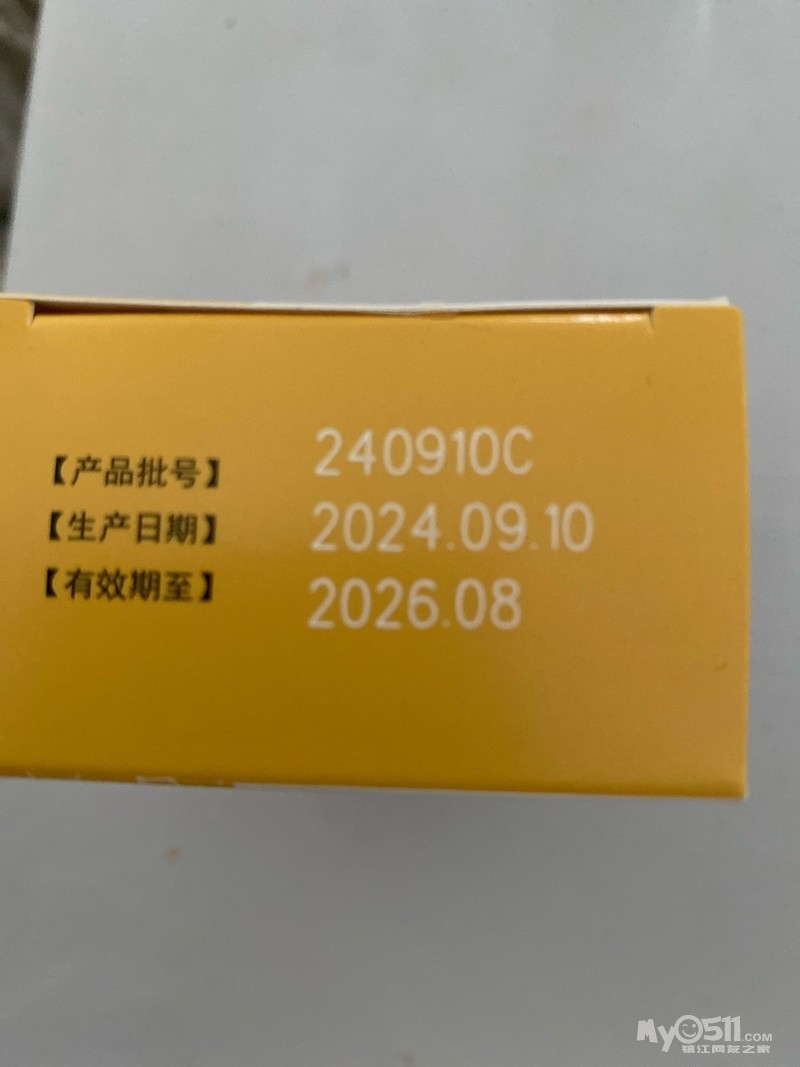 【产品批号】 240910C
【生产日期】 2024.09.10
【有效期至】 2026.08
My0511.COM
镇江网友之家